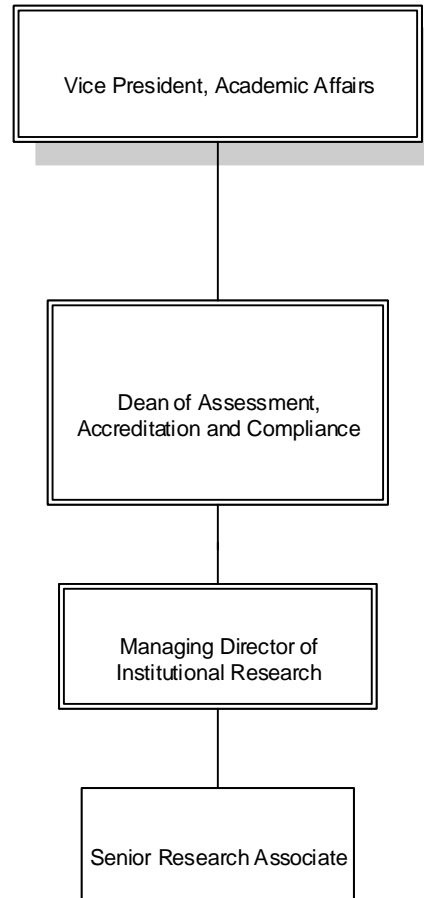 Vice President, Academic Affairs
Dean of Assessment,
Accreditation and Compliance
Managing Director of
Institutional Research
Senior Research Associate